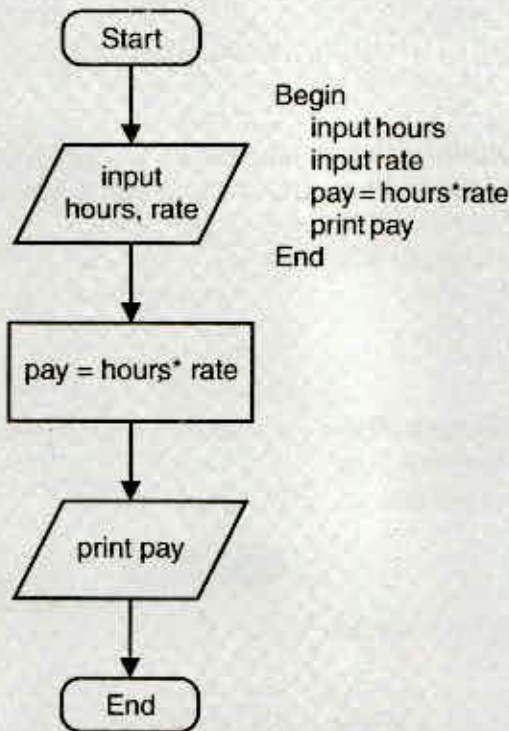 Start
input
hours, rate
pay = hours* rate
print pay
End
Begin
input hours
input rate
pay = hours*rate
print pay
End